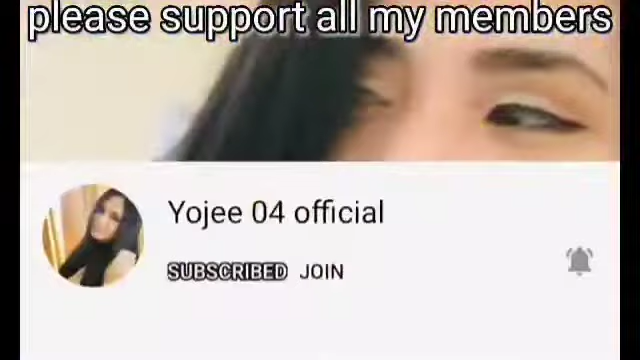 please support all my members
Yojee 04 official
SUBSCRIBED JOIN